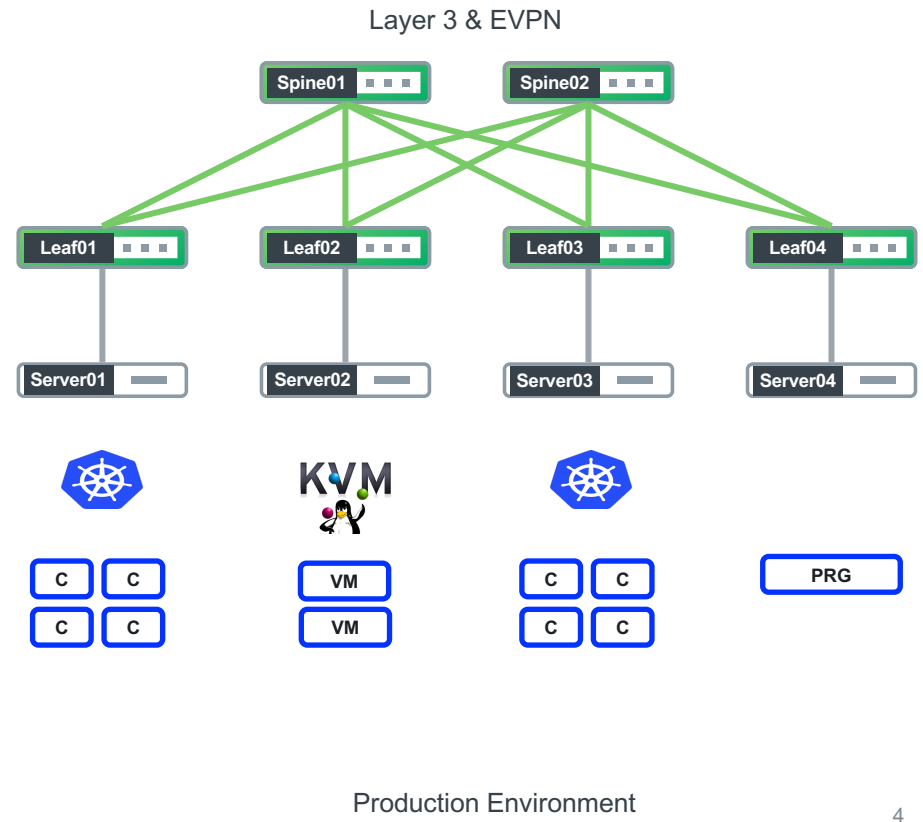 Layer 3 & EVPN
Spine01
Spine02
Leaf01
Leaf02
Leaf03
Leaf04
Server01
Server02
Server03
Server04
KVM
C C
C C
VM
VM
C C
C C
PRG
Production Environment
4